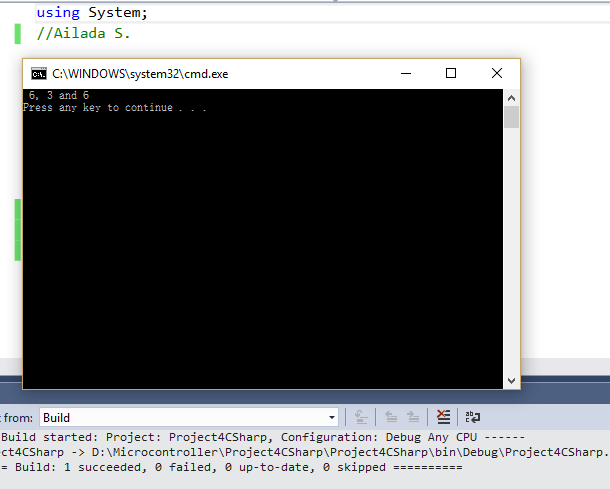 using System;
//Ailada S.
C:\WINDOWS\system32\cmd.exe
6, 3 and 6
Press any key to continue . . .
from: Build
Build started: Project: Project4CSharp, Configuration: Debug Any CPU ------
ct4CSharp -> D:\Microcontroller\Project4CSharp\Project4CSharp\bin\Debug\Project4CSharp.
= Build: 1 succeeded, 0 failed, 0 up-to-date, 0 skipped ==========